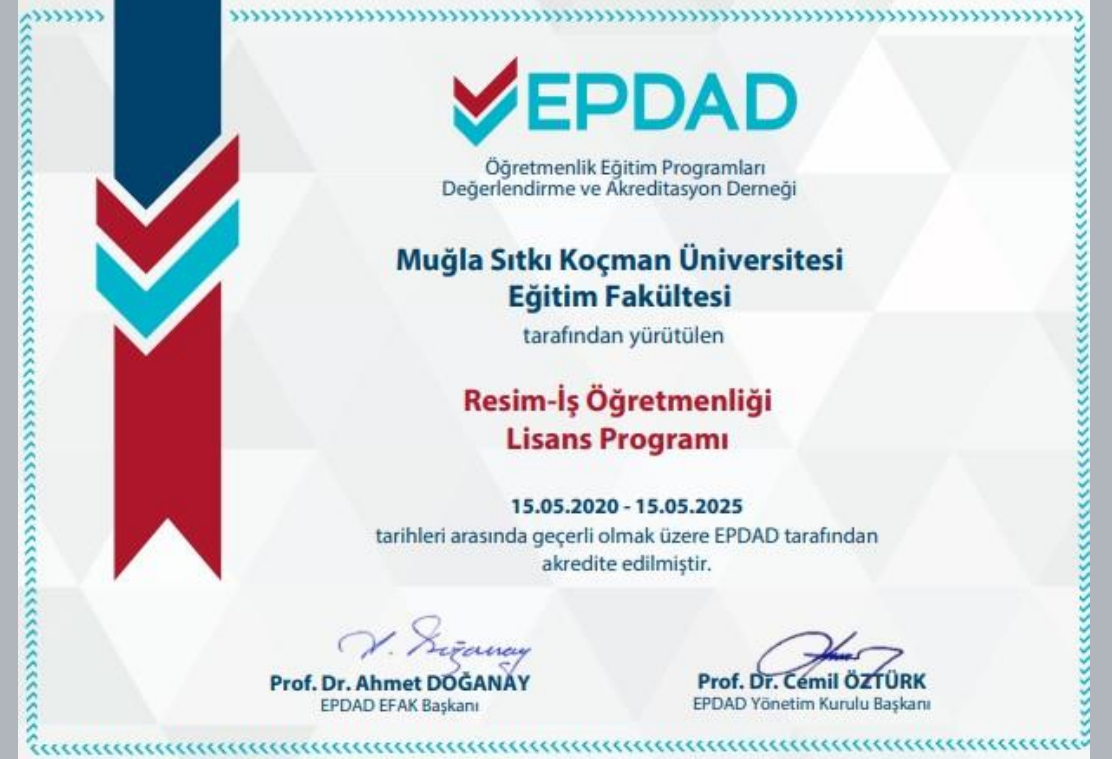 EPDAD
Öğretmenlik Eğitim Programları
Değerlendirme ve Akreditasyon Derneği
Muğla Sıtkı Koçman Üniversitesi
Eğitim Fakültesi
tarafından yürütülen
Resim-İş Öğretmenliği
Lisans Programı
15.05.2020 - 15.05.2025
tarihleri arasında geçerli olmak üzere EPDAD tarafından
akredite edilmiştir.
Prof. Dr. Ahmet DOĞANAY
EPDAD EFAK Başkanı
Prof. Dr. Cemil ÖZTÜRK
EPDAD Yönetim Kurulu Başkanı